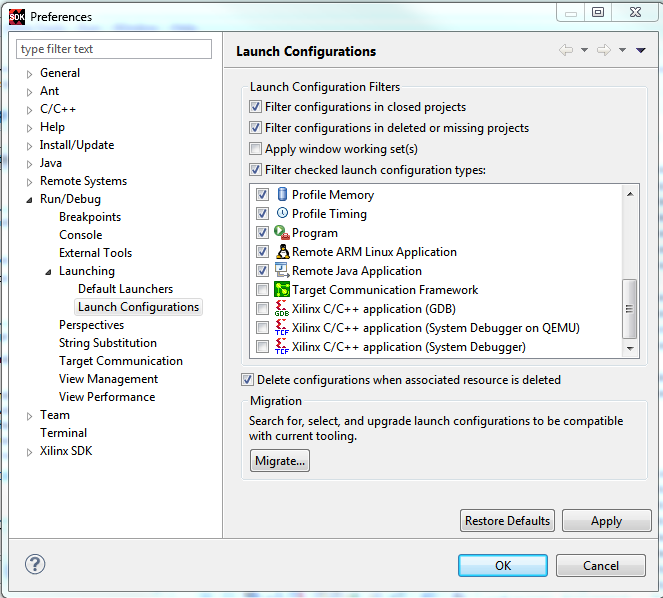 SDK Preferences
type filter text
General
Ant
C/C++
Help
Install/Update
Java
Remote Systems
Run/Debug
Breakpoints
Console
External Tools
Launching
Default Launchers
Launch Configurations
Perspectives
String Substitution
Target Communication
View Management
View Performance
Team
Terminal
Xilinx SDK
Launch Configurations
Launch Configuration Filters
Filter configurations in closed projects
Filter configurations in deleted or missing projects
Apply window working set(s)
Filter checked launch configuration types:
Profile Memory
Profile Timing
Program
Remote ARM Linux Application
Remote Java Application
Target Communication Framework
GDB Xilinx C/C++ application (GDB)
TCF Xilinx C/C++ application (System Debugger on QEMU)
TCF Xilinx C/C++ application (System Debugger)
Delete configurations when associated resource is deleted
Migration
Search for, select, and upgrade launch configurations to be compatible
with current tooling.
Migrate...
Restore Defaults
Apply
?
OK
Cancel